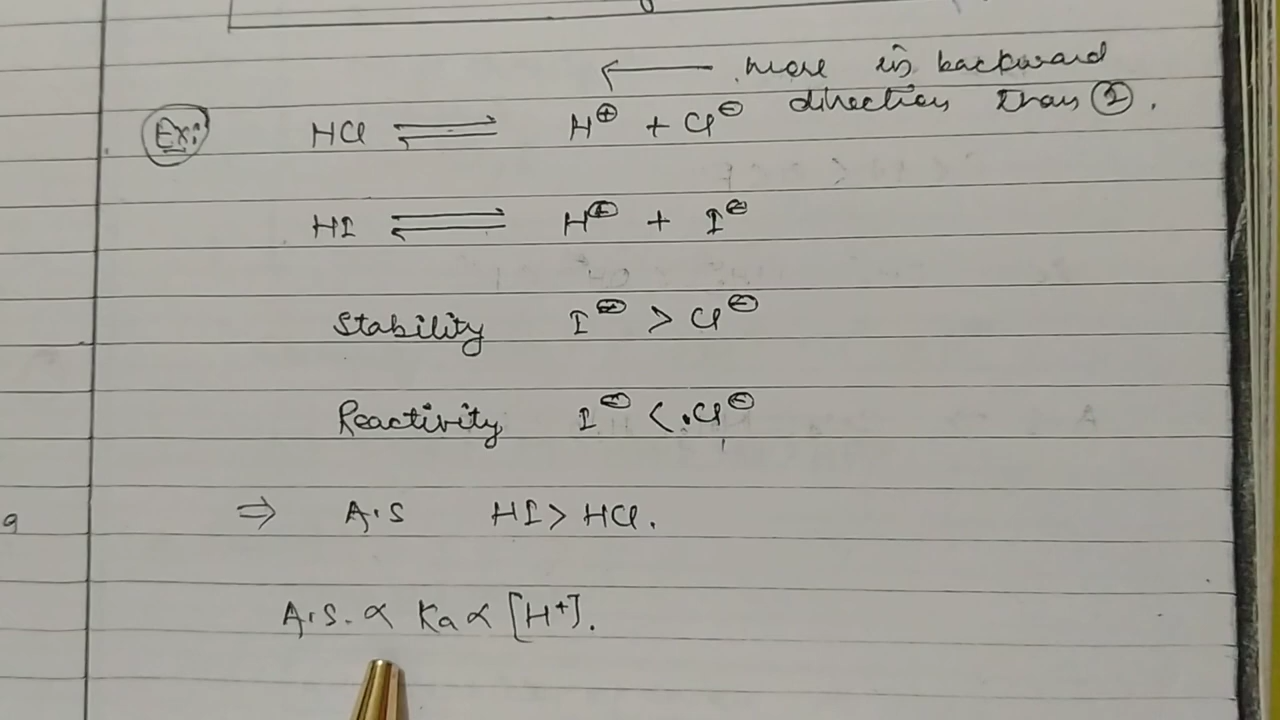 ← more in backward
direction than ②.
Ex: HCl ⇌ H⊕ + Cl⊖
HI ⇌ H⊕ + I⊖
Stability I⊖ > Cl⊖
Reactivity I⊖ < Cl⊖
⇒ A.S HI > HCl.
A.S. ∝ Ka ∝ [H⁺].